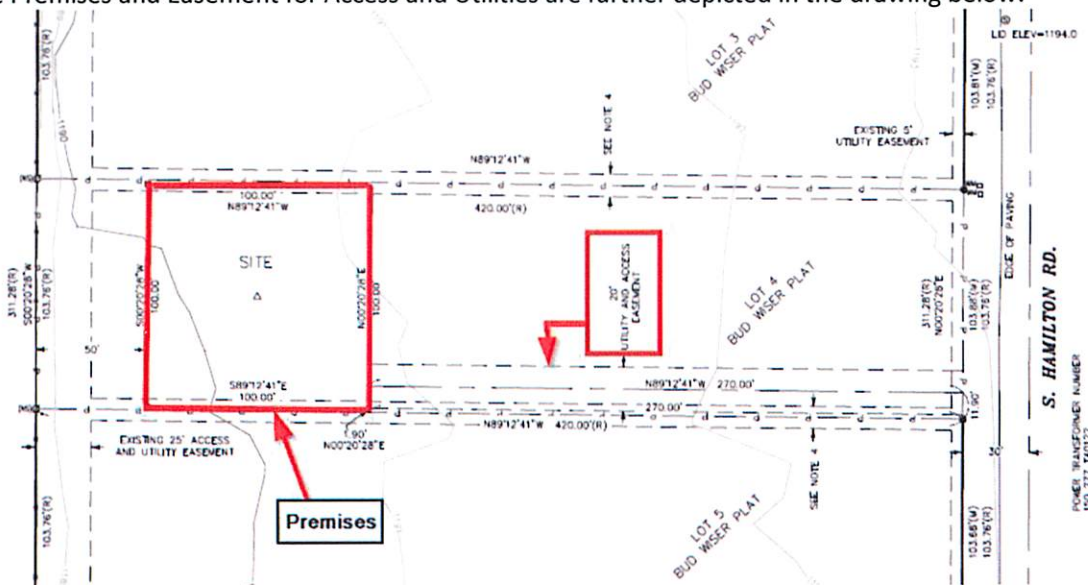 Premises and Easement for Access and Utilities are further depicted in the drawing below:
LID ELEV=1194.0
103.76'(R)
LOT 3
BUD WISER PLAT
103.81'(M)
103.76'(R)
1190
SEE NOTE 4
EXISTING 5'
UTILITY EASEMENT
N89°12'41"W
100.00'
N89°12'41"W
420.00'(R)
EDGE OF PAVING
SITE
20'
UTILITY AND ACCESS
EASEMENT
LOT 4
BUD WISER PLAT
311.28'(R)
S00°20'28"W
103.76'(R)
S00°20'28"W
100.00
N00°20'28"E
100.00
311.28'(R)
N00°20'28"E
103.88'(M)
103.76'(R)
S. HAMILTON RD.
50'
S89°12'41"E
100.00'
N89°12'41"W 270.00'
270.00'
N89°12'41"W 420.00'(R)
11.90'
1.90'
N00°20'28"E
EXISTING 25' ACCESS
AND UTILITY EASEMENT
SEE NOTE 4
30'
POWER TRANSFORMER NUMBER
Premises
LOT 5
BUD WISER PLAT
103.76'(R)
103.68'(M)
103.76'(R)